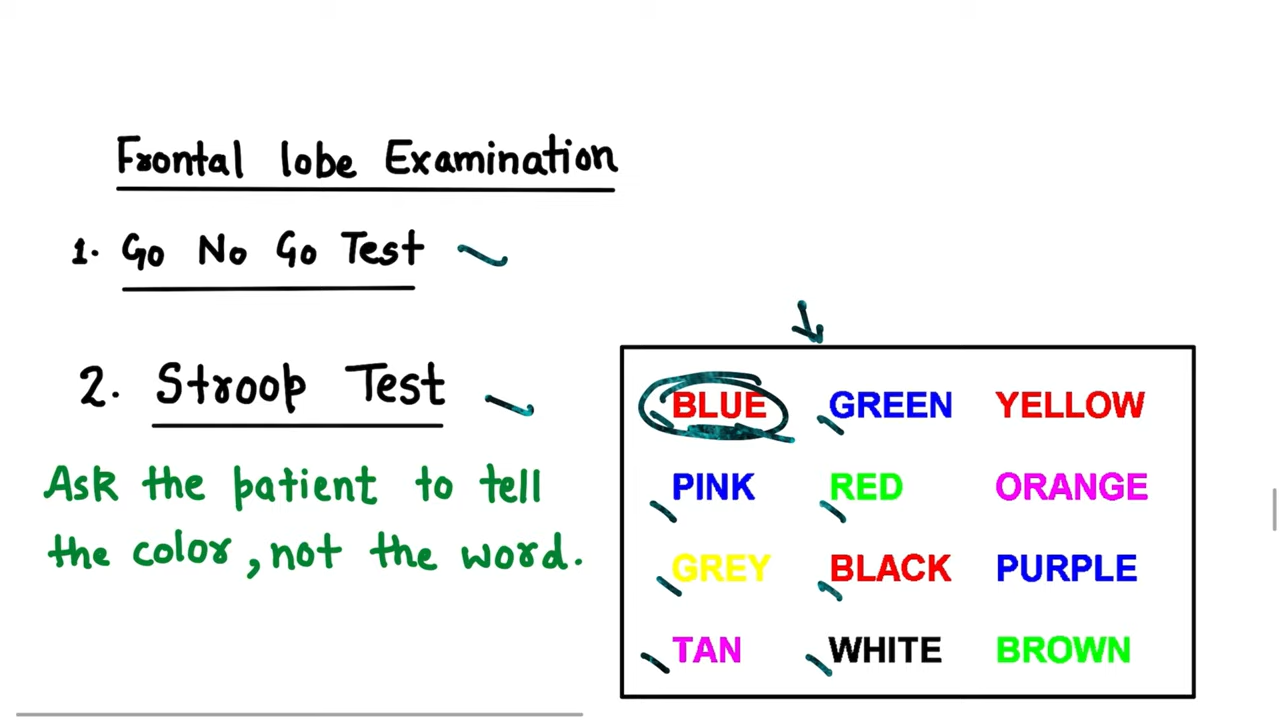 Frontal lobe Examination
1. Go No Go Test
2. Stroop Test
Ask the patient to tell
the color, not the word.
BLUE GREEN YELLOW
PINK RED ORANGE
GREY BLACK PURPLE
TAN WHITE BROWN